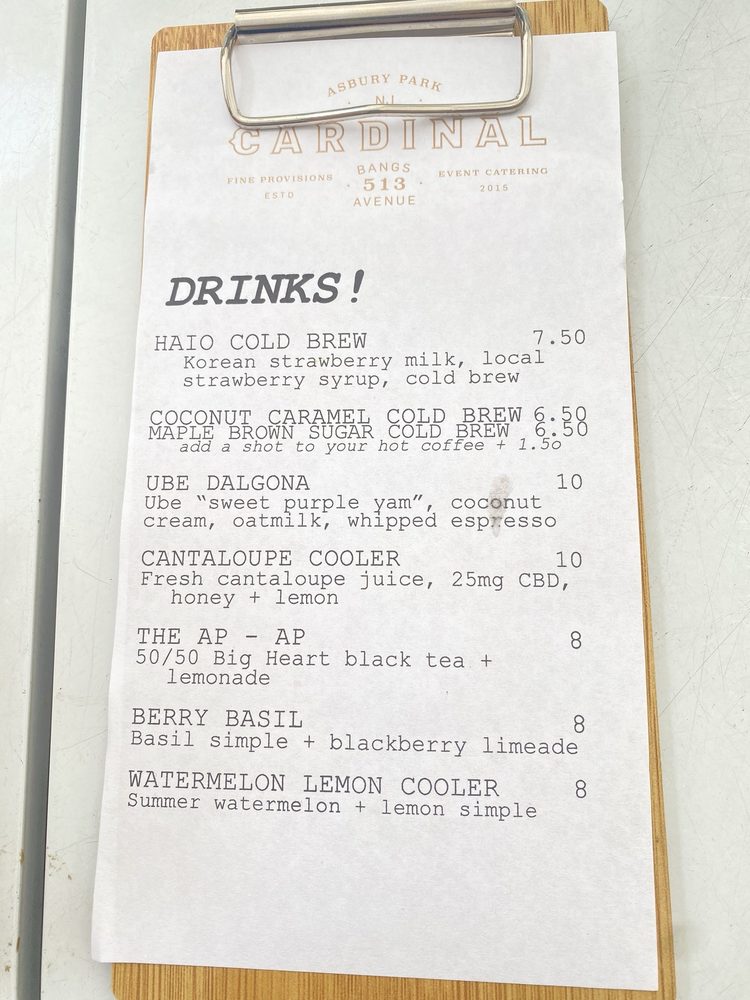 ASBURY PARK
NJ
CARDINAL
FINE PROVISIONS
ESTD
BANGS
· 513 ·
AVENUE
EVENT CATERING
2015
DRINKS!
HAIO COLD BREW 7.50
Korean strawberry milk, local
strawberry syrup, cold brew
COCONUT CARAMEL COLD BREW 6.50
MAPLE BROWN SUGAR COLD BREW 6.50
add a shot to your hot coffee + 1.5o
UBE DALGONA 10
Ube “sweet purple yam”, coconut
cream, oatmilk, whipped espresso
CANTALOUPE COOLER 10
Fresh cantaloupe juice, 25mg CBD,
honey + lemon
THE AP - AP 8
50/50 Big Heart black tea +
lemonade
BERRY BASIL 8
Basil simple + blackberry limeade
WATERMELON LEMON COOLER 8
Summer watermelon + lemon simple